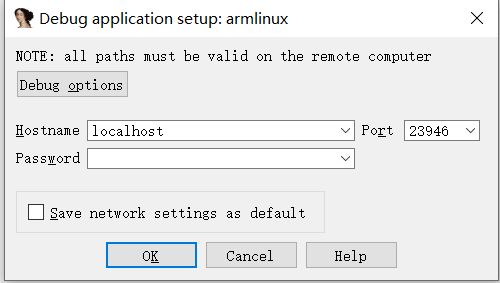 Debug application setup: armlinux
NOTE: all paths must be valid on the remote computer
Debug options
Hostname localhost Port 23946
Password
Save network settings as default
OK Cancel Help